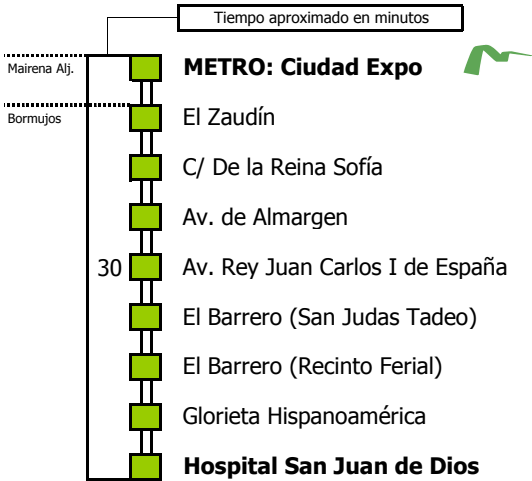 Tiempo aproximado en minutos
Mairena Alj.
METRO: Ciudad Expo
Bormujos
El Zaudín
C/ De la Reina Sofía
Av. de Almargen
30
Av. Rey Juan Carlos I de España
El Barrero (San Judas Tadeo)
El Barrero (Recinto Ferial)
Glorieta Hispanoamérica
Hospital San Juan de Dios